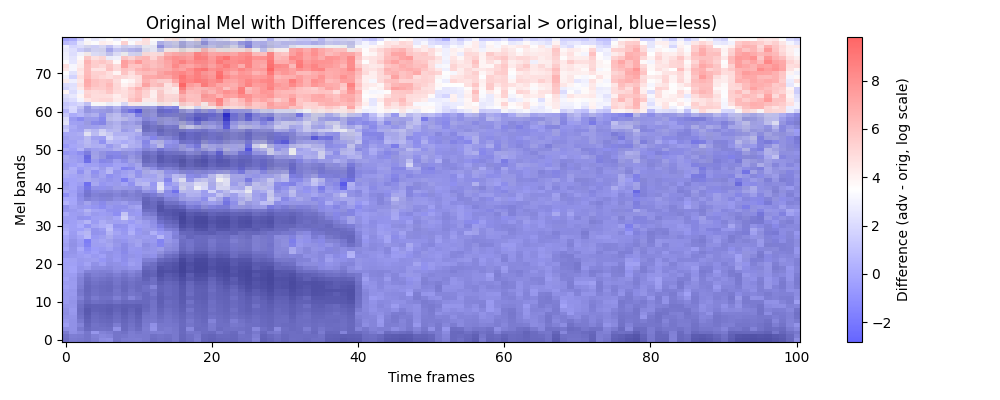 Original Mel with Differences (red=adversarial > original, blue=less)
Mel bands
70
60
50
40
30
20
10
0
0 20 40 60 80 100
Time frames
8
6
4
2
0
−2
Difference (adv - orig, log scale)